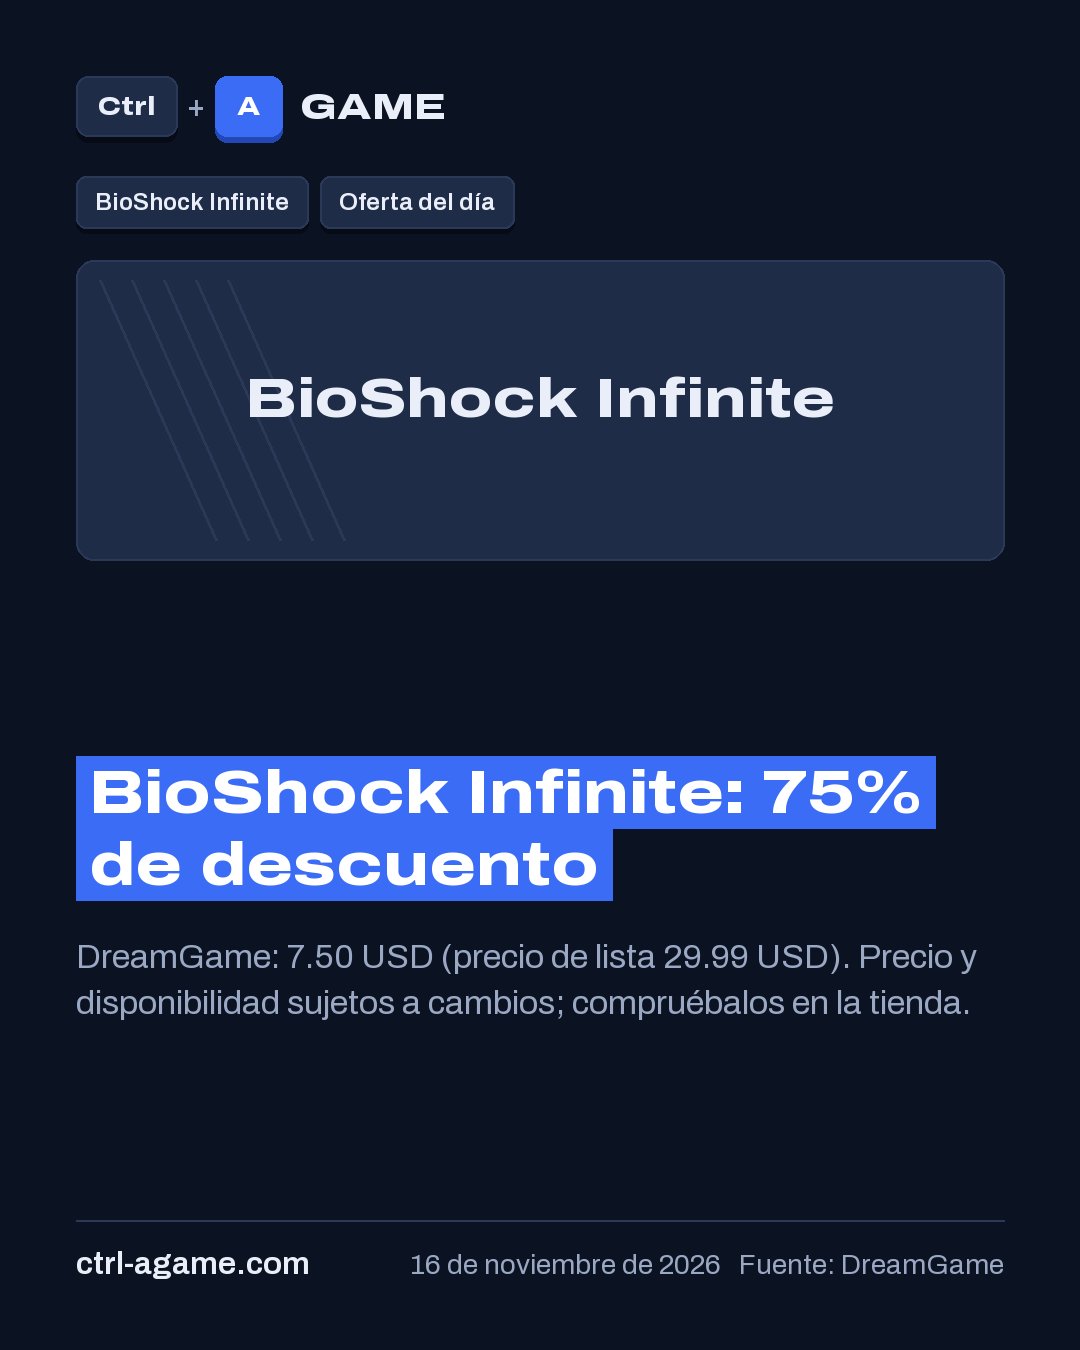 Ctrl + A GAME
BioShock Infinite Oferta del día
BioShock Infinite
BioShock Infinite: 75%
de descuento
DreamGame: 7.50 USD (precio de lista 29.99 USD). Precio y
disponibilidad sujetos a cambios; compruébalos en la tienda.
ctrl-agame.com 16 de noviembre de 2026 Fuente: DreamGame